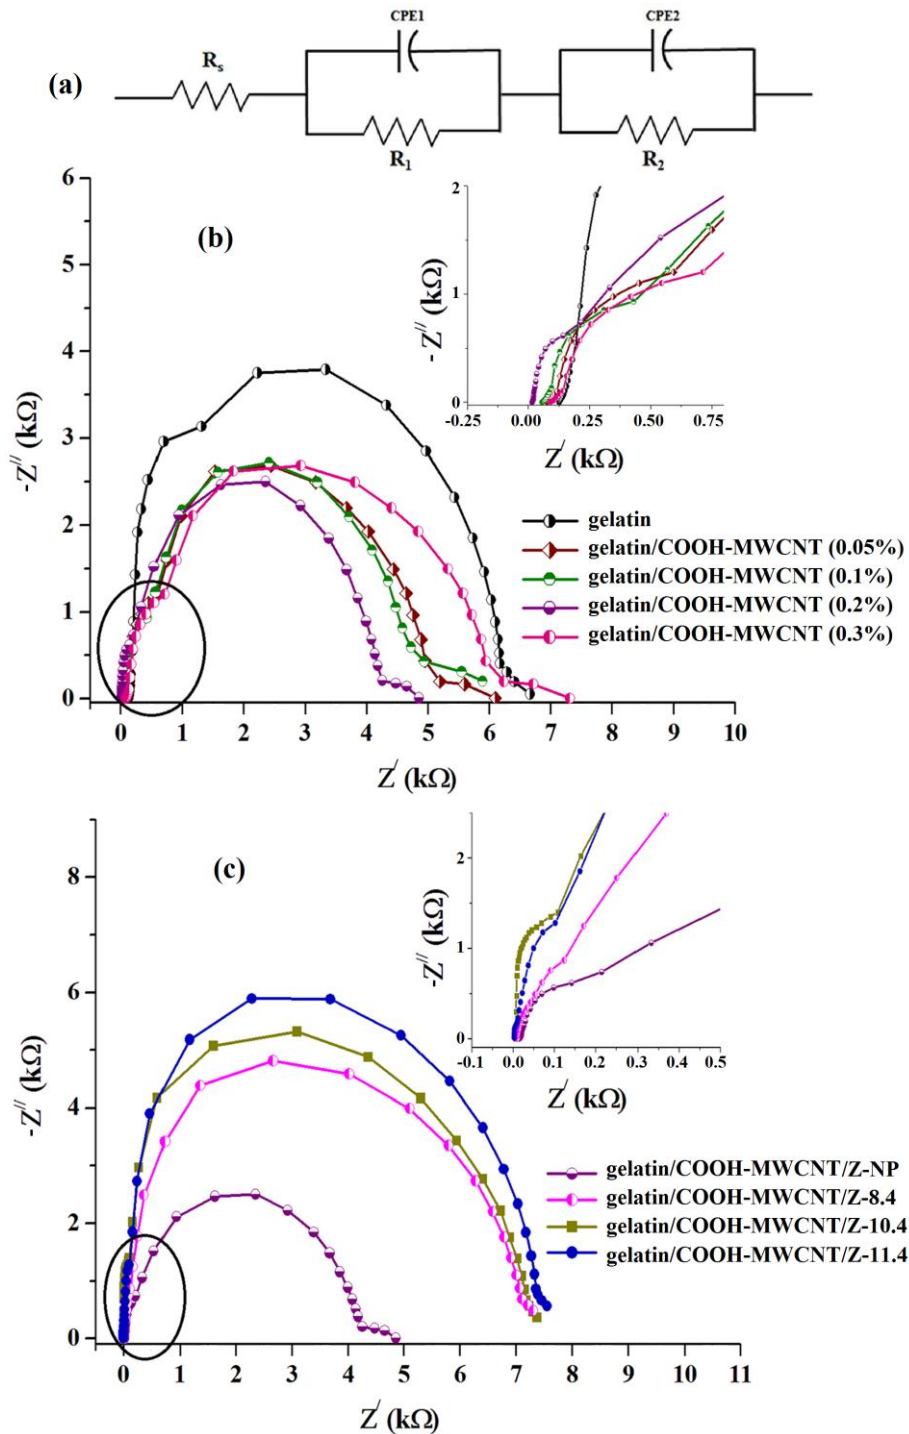 CPE1
CPE2
(a)
Rs
R1
R2
(b)
6
5
4
3
2
1
0
-Z// (kΩ)
0 1 2 3 4 5 6 7 8 9 10
Z/ (kΩ)
2
1
0
-Z// (kΩ)
-0.25 0.00 0.25 0.50 0.75
Z/ (kΩ)
gelatin
gelatin/COOH-MWCNT (0.05%)
gelatin/COOH-MWCNT (0.1%)
gelatin/COOH-MWCNT (0.2%)
gelatin/COOH-MWCNT (0.3%)
(c)
8
6
4
2
0
-Z// (kΩ)
0 1 2 3 4 5 6 7 8 9 10 11
Z/ (kΩ)
2
1
0
-Z// (kΩ)
-0.1 0.0 0.1 0.2 0.3 0.4 0.5
Z/ (kΩ)
gelatin/COOH-MWCNT/Z-NP
gelatin/COOH-MWCNT/Z-8.4
gelatin/COOH-MWCNT/Z-10.4
gelatin/COOH-MWCNT/Z-11.4